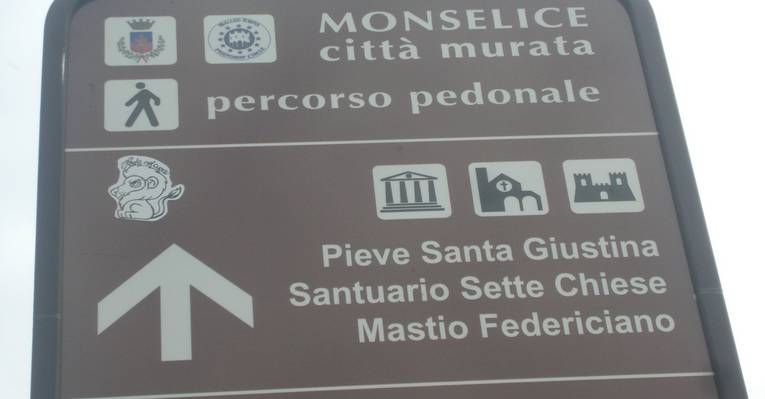 MONSELICE
città murata
percorso pedonale
Pieve Santa Giustina
Santuario Sette Chiese
Mastio Federiciano